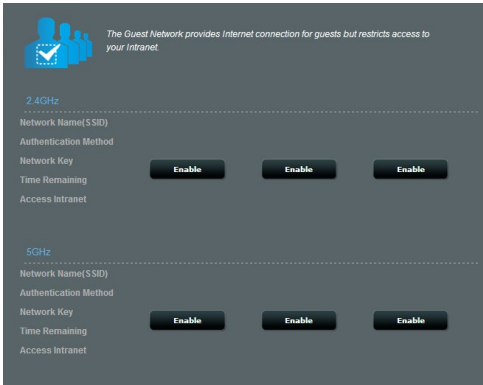 The Guest Network provides Internet connection for guests but restricts access to
your Intranet.
2.4GHz
Network Name(SSID)
Authentication Method
Network Key
Enable Enable Enable
Time Remaining
Access Intranet
5GHz
Network Name(SSID)
Authentication Method
Network Key
Enable Enable Enable
Time Remaining
Access Intranet